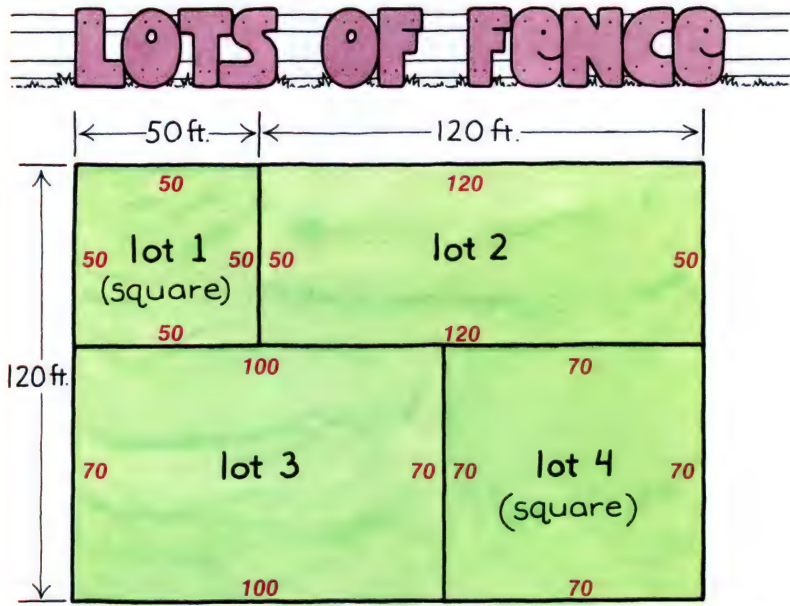 LOTS OF FeNCe
50 ft. 120 ft.
50 120
50 lot 1 50 50 lot 2 50
(square)
50 120
120 ft.
100 70
70 lot 3 70 70 lot 4 70
(square)
100 70